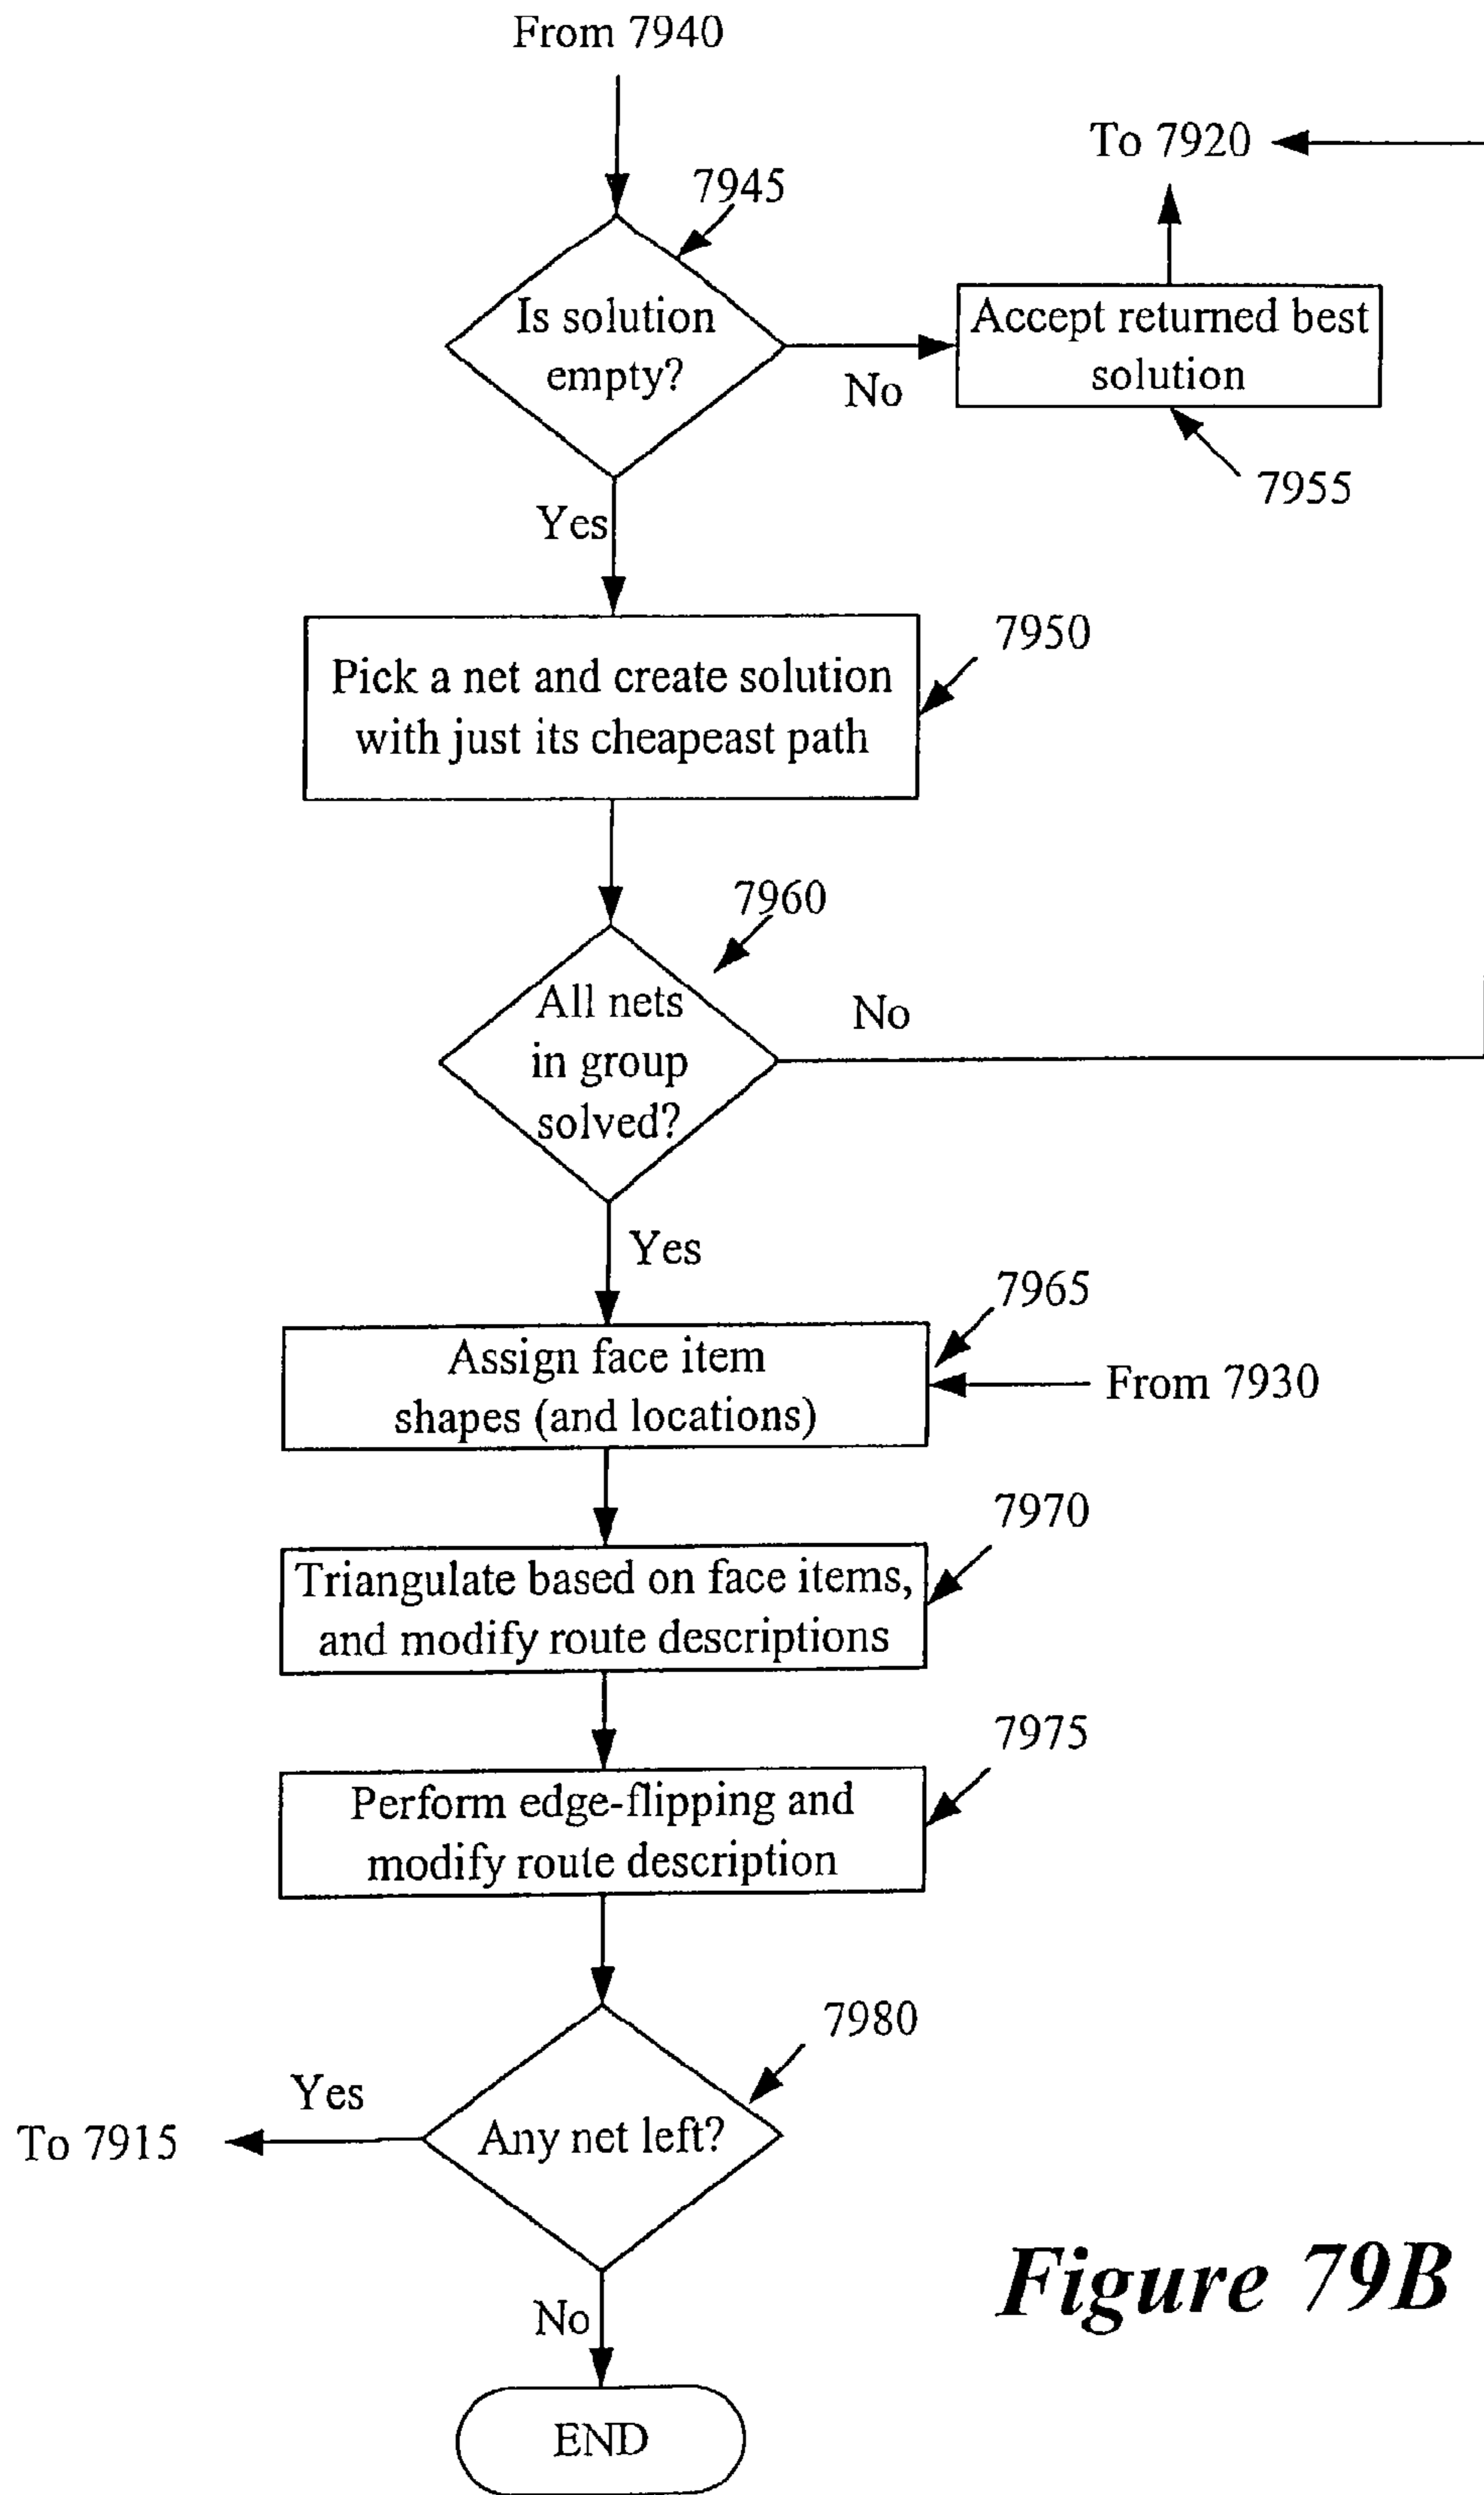 From 7940
To 7920
7945
Is solution
empty?
No
Accept returned best
solution
7955
Yes
7950
Pick a net and create solution
with just its cheapeast path
7960
All nets
in group
solved?
No
Yes
7965
Assign face item
shapes (and locations)
From 7930
7970
Triangulate based on face items,
and modify route descriptions
7975
Perform edge-flipping and
modify route description
7980
Yes
Any net left?
To 7915
Figure 79B
No
END